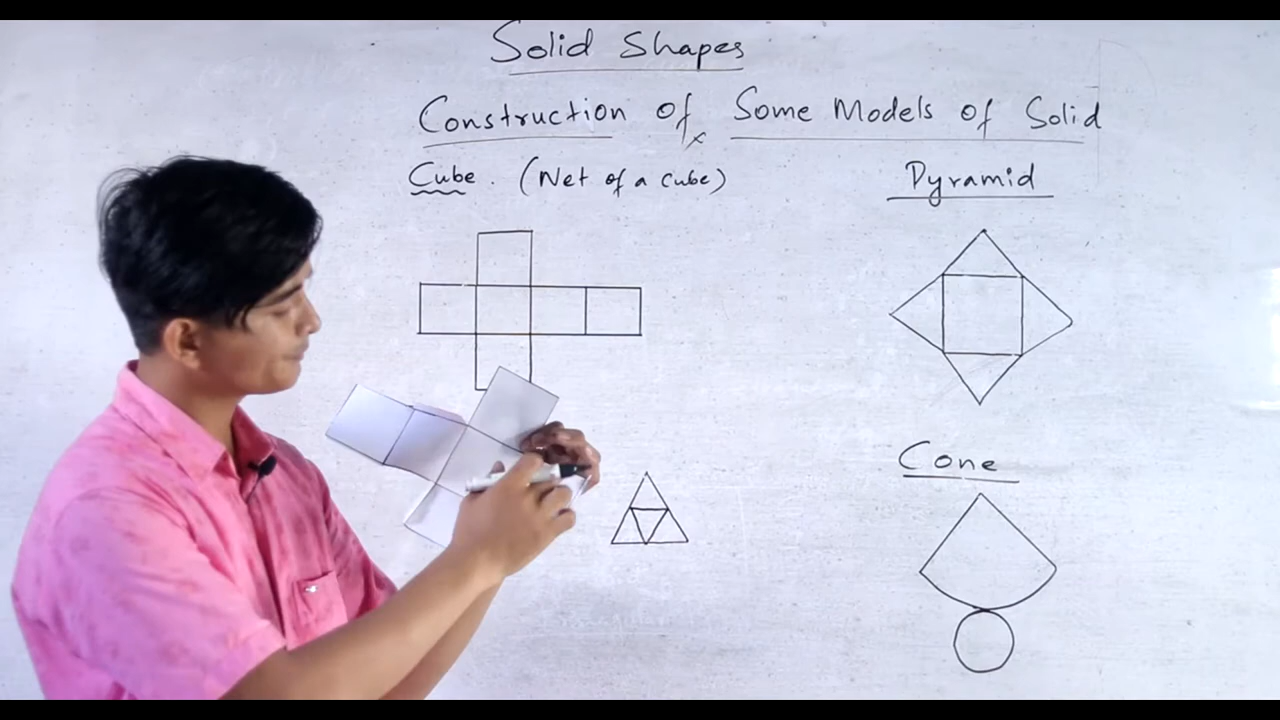 Solid Shapes
Construction of Some Models of Solid
Cube. (Net of a cube)
Pyramid
Cone